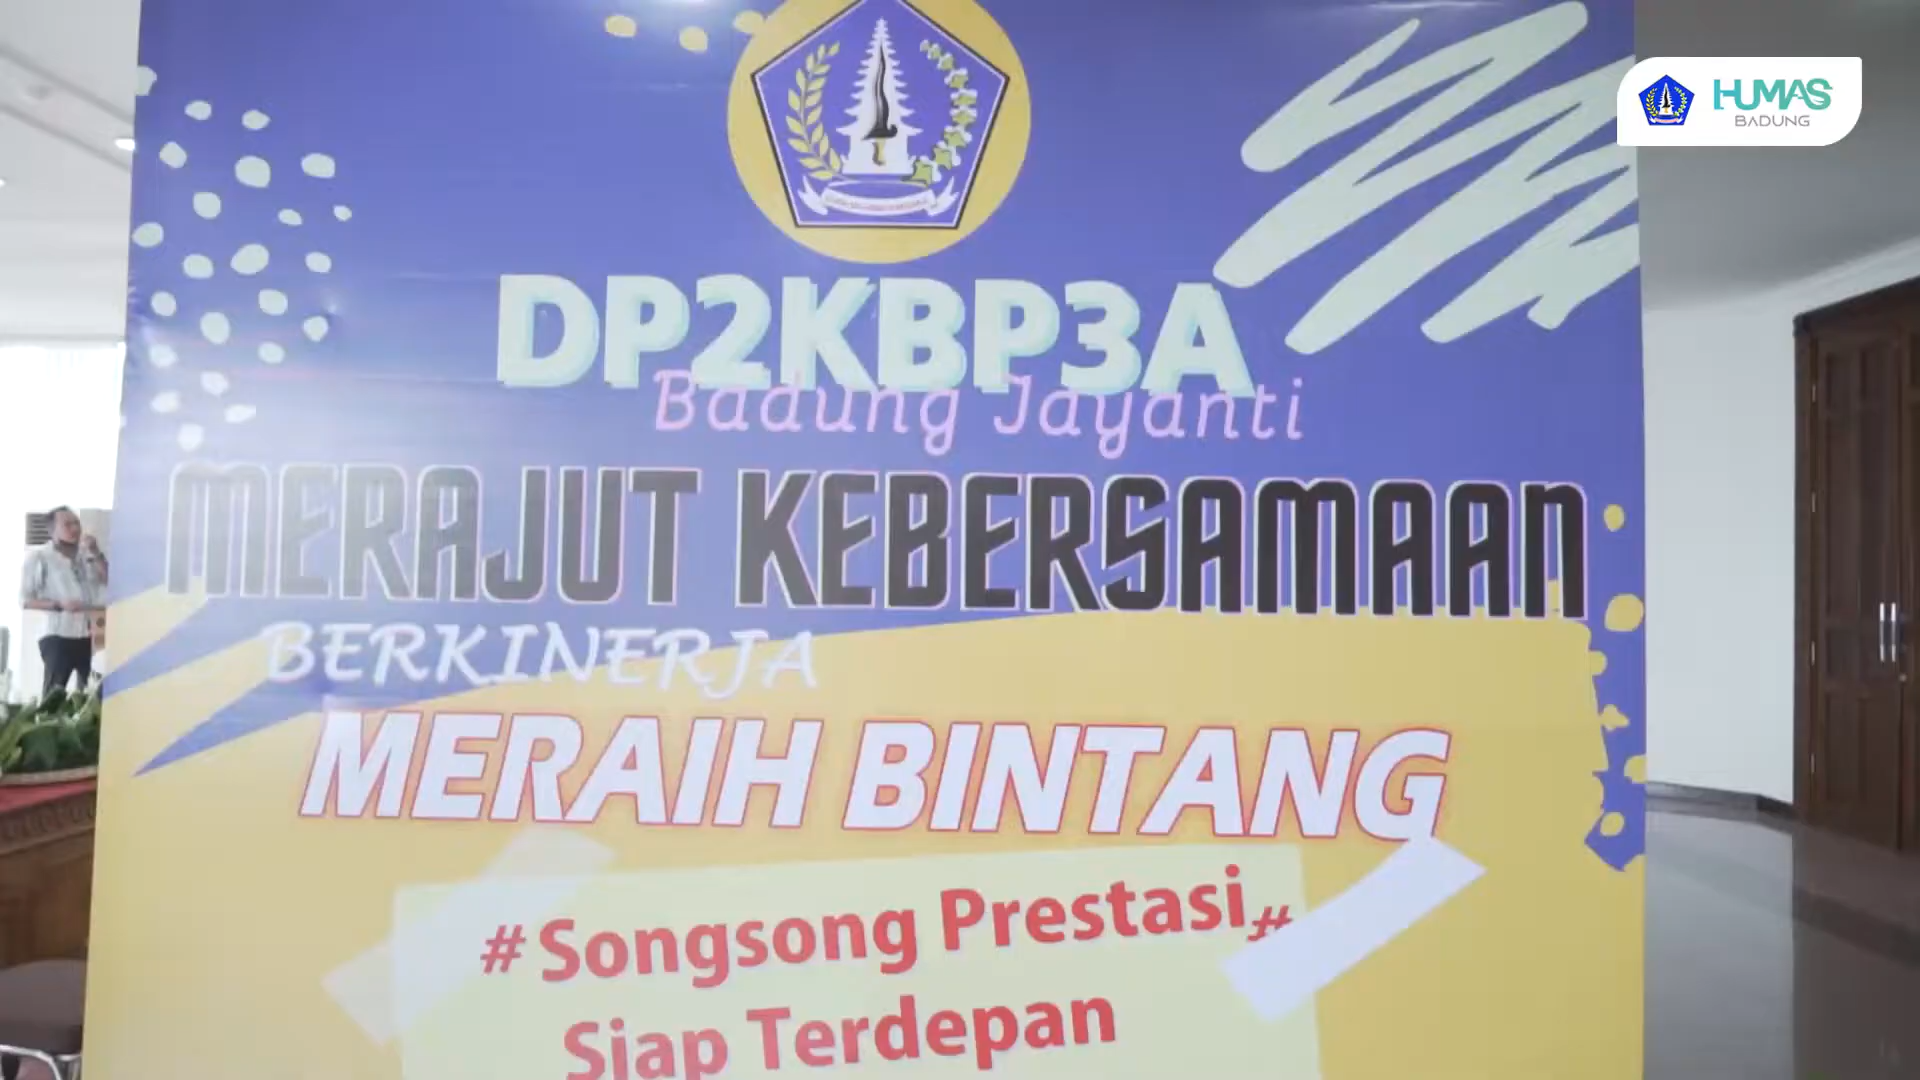 HUMAS
BADUNG
DP2KBP3A
Badung Jayanti
MERAJUT KEBERSAMAAN
BERKINERJA
MERAIH BINTANG
#Songsong Prestasi,#
Siap Terdepan